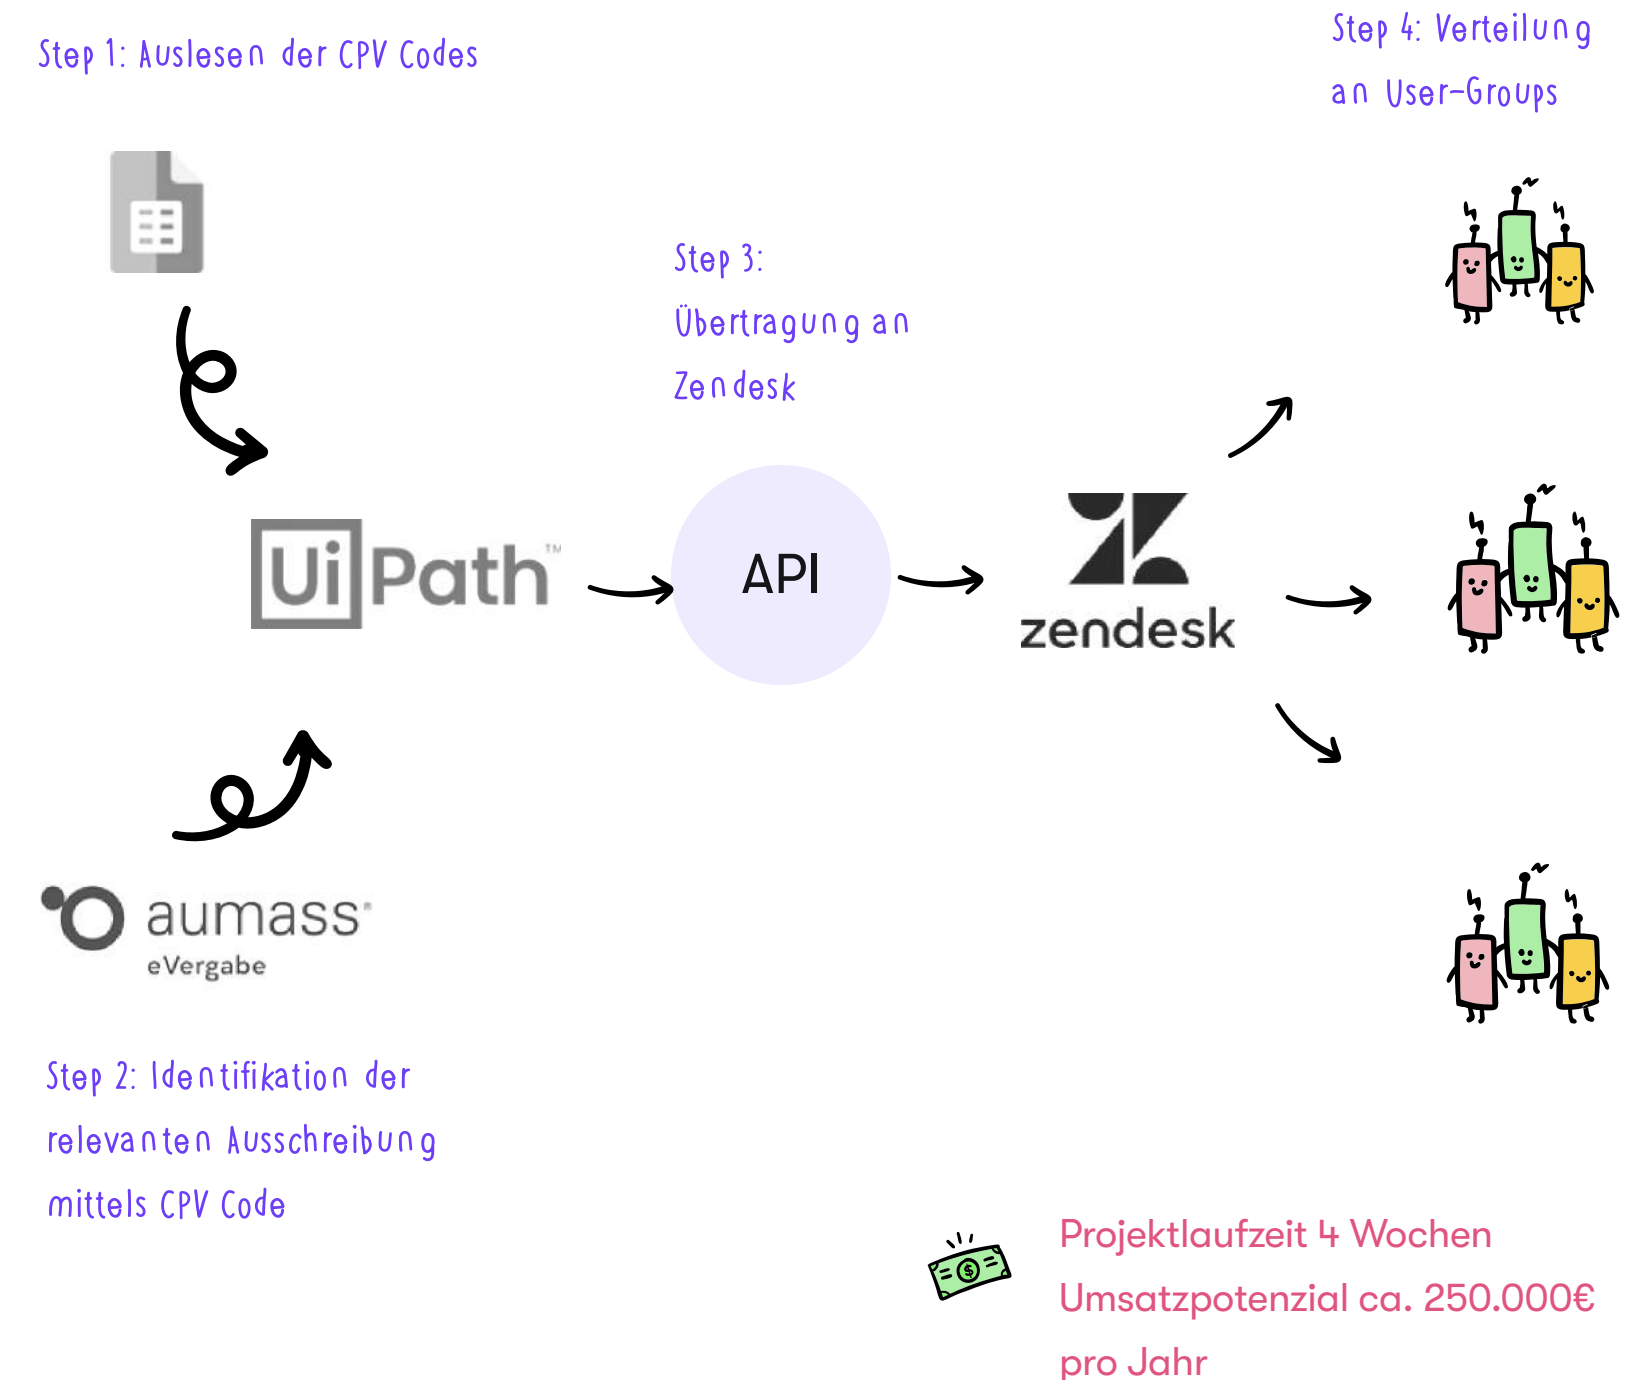 Step 1: Auslesen der CPV Codes
Step 4: Verteilung
an User-Groups
Step 3:
Übertragung an
Zendesk
UiPath™
API
zendesk
aumass®
eVergabe
Step 2: Identifikation der
relevanten Ausschreibung
mittels CPV Code
$
Projektlaufzeit 4 Wochen
Umsatzpotenzial ca. 250.000€
pro Jahr